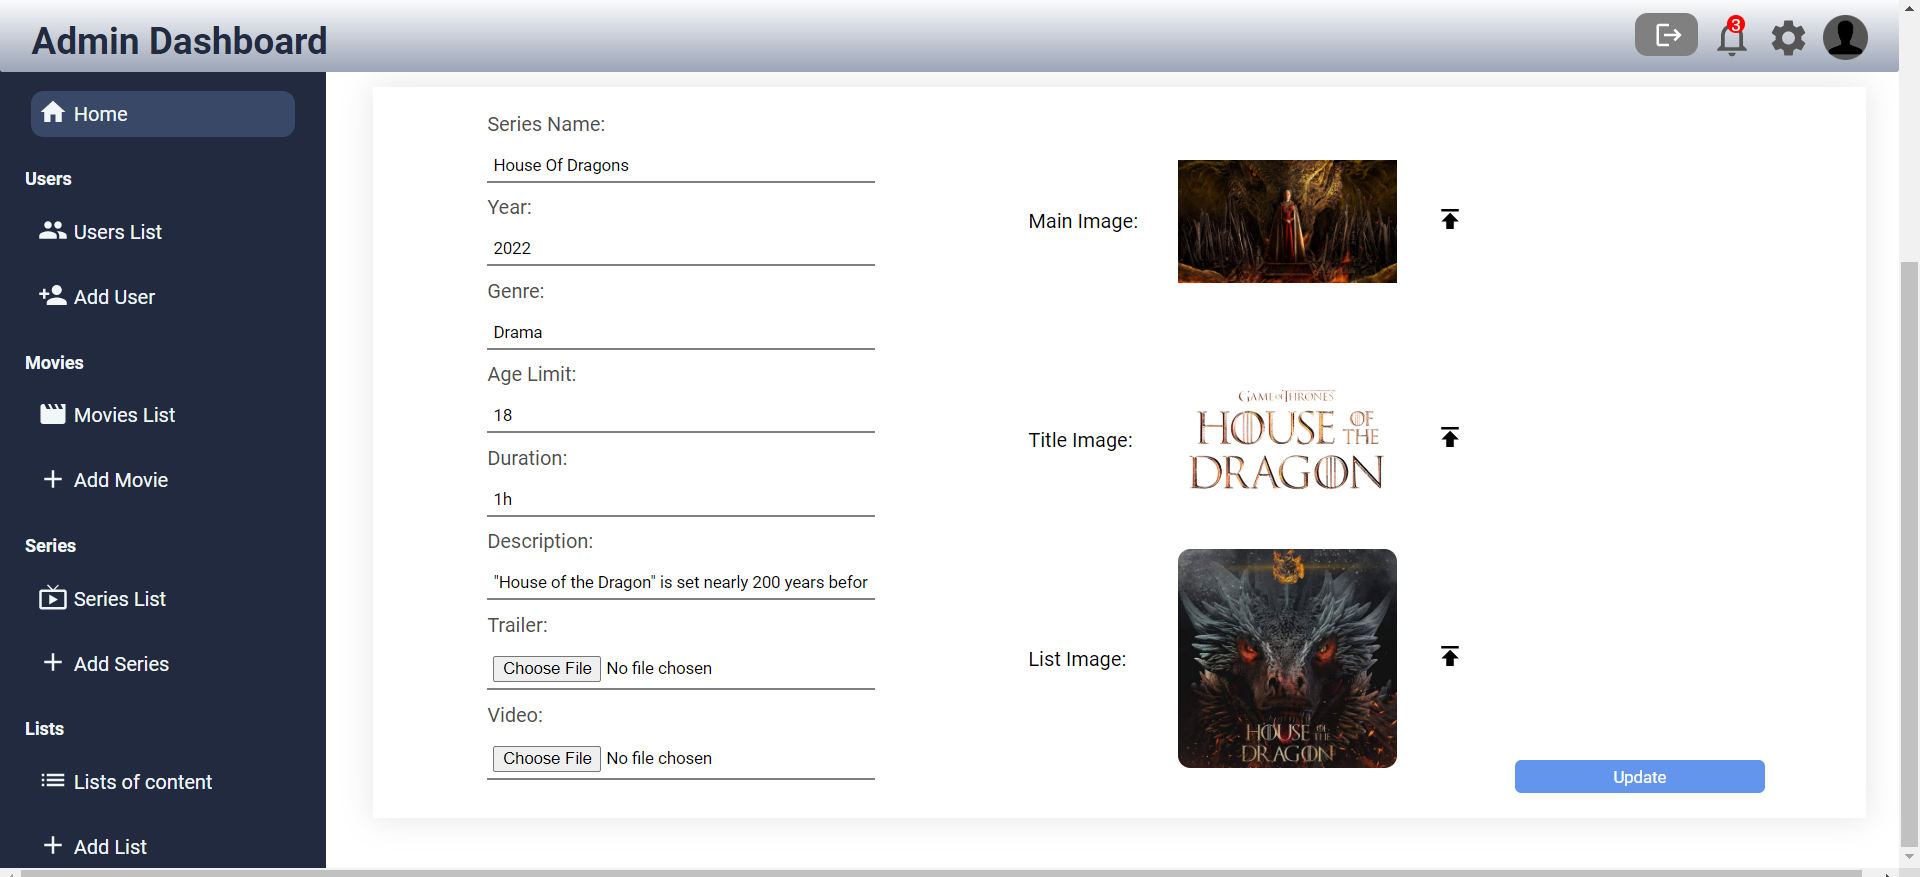 Admin Dashboard
3
Home
Users
Users List
Add User
Movies
Movies List
Add Movie
Series
Series List
Add Series
Lists
Lists of content
Add List
Series Name:
House Of Dragons
Year:
2022
Genre:
Drama
Age Limit:
18
Duration:
1h
Description:
"House of the Dragon" is set nearly 200 years befor
Trailer:
Choose File No file chosen
Video:
Choose File No file chosen
Main Image:
Title Image:
GAME OF THRONES
HOUSE OF THE
DRAGON
List Image:
HOUSE OF THE
DRAGON
Update